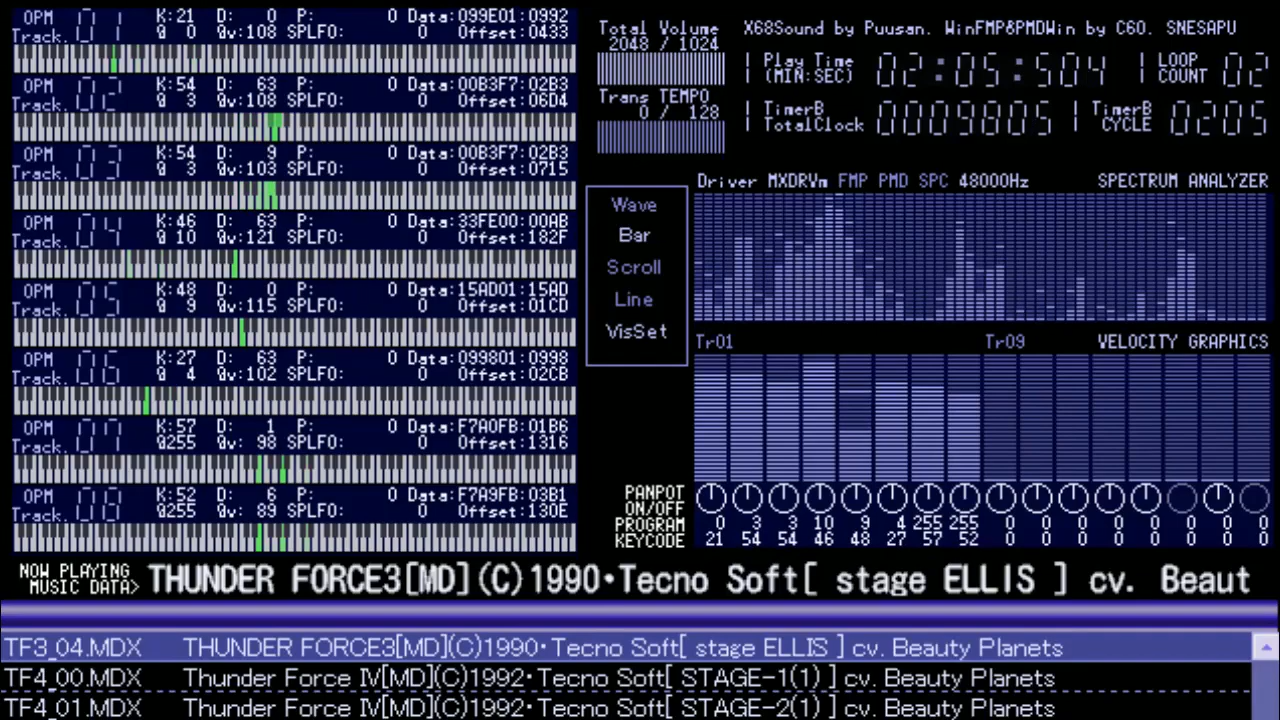 OPM K:21 D: 0 P: 0 Data:099E01:0992
Track. 01 @ 0 @v:108 SPLFO: 0 Offset:0433
OPM K:54 D: 63 P: 0 Data:00B3F7:02B3
Track. 02 @ 3 @v:108 SPLFO: 0 Offset:06D4
OPM K:54 D: 9 P: 0 Data:00B3F7:02B3
Track. 03 @ 3 @v:103 SPLFO: 0 Offset:0715
OPM K:46 D: 63 P: 0 Data:33FE00:00AB
Track. 04 @ 10 @v:121 SPLFO: 0 Offset:182F
OPM K:48 D: 0 P: 0 Data:15AD01:15AD
Track. 05 @ 9 @v:115 SPLFO: 0 Offset:01CD
OPM K:27 D: 63 P: 0 Data:099801:0998
Track. 06 @ 4 @v:102 SPLFO: 0 Offset:02CB
OPM K:57 D: 1 P: 0 Data:F7A0FB:01B6
Track. 07 @255 @v: 98 SPLFO: 0 Offset:1316
OPM K:52 D: 6 P: 0 Data:F7A9FB:03B1
Track. 08 @255 @v: 89 SPLFO: 0 Offset:130E
Total Volume
2048 / 1024
Trans TEMPO
0 / 128
X68Sound by Puusan. WinFMP&PMDWin by C60. SNESAPU
Play Time (MIN:SEC) 02:05:504 LOOP COUNT 02
TimerB TotalClock 0009805 TimerB CYCLE 0205
Wave
Bar
Scroll
Line
VisSet
Driver MXDRVm FMP PMD SPC 48000Hz SPECTRUM ANALYZER
Tr01 Tr09 VELOCITY GRAPHICS
PANPOT
ON/OFF
PROGRAM 0 3 3 10 9 4 255 255 0 0 0 0 0 0 0 0
KEYCODE 21 54 54 46 48 27 57 52 0 0 0 0 0 0 0 0
NOW PLAYING
MUSIC DATA> THUNDER FORCE3[MD](C)1990･Tecno Soft[ stage ELLIS ] cv. Beaut
TF3_04.MDX THUNDER FORCE3[MD](C)1990･Tecno Soft[ stage ELLIS ] cv. Beauty Planets
TF4_00.MDX Thunder Force Ⅳ[MD](C)1992･Tecno Soft[ STAGE-1(1) ] cv. Beauty Planets
TF4_01.MDX Thunder Force Ⅳ[MD](C)1992･Tecno Soft[ STAGE-2(1) ] cv. Beauty Planets